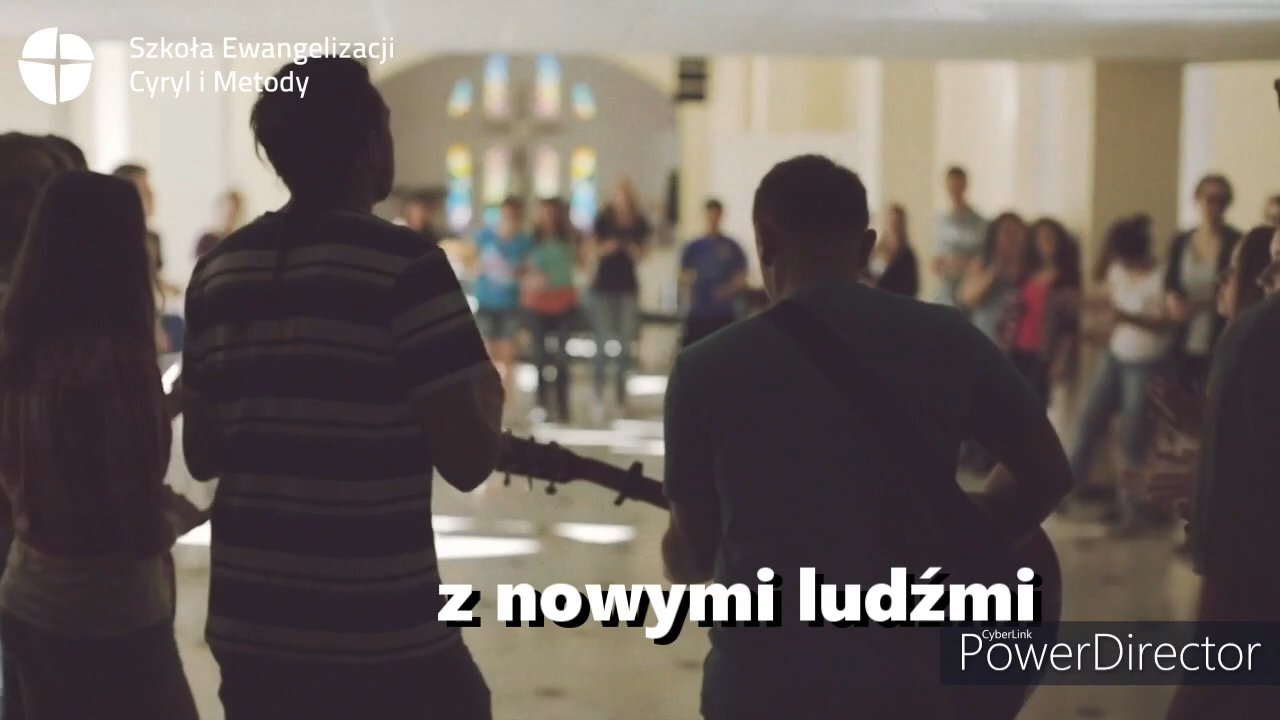 Szkoła Ewangelizacji
Cyryl i Metody
z nowymi ludźmi
CyberLink
PowerDirector